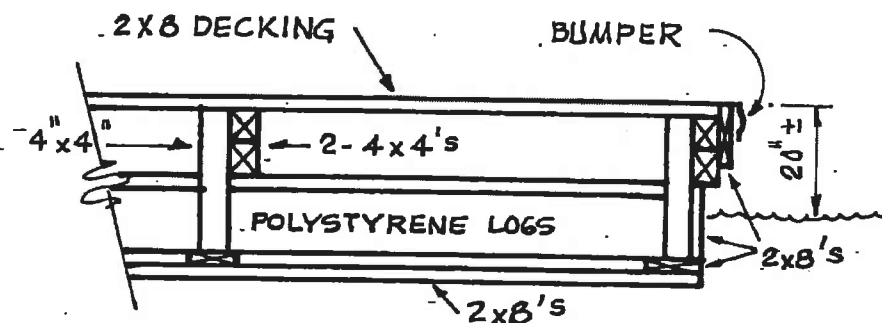 2X8 DECKING
BUMPER
4"x4"
2-4x4's
20"±
POLYSTYRENE LOGS
2x8's
2x8's